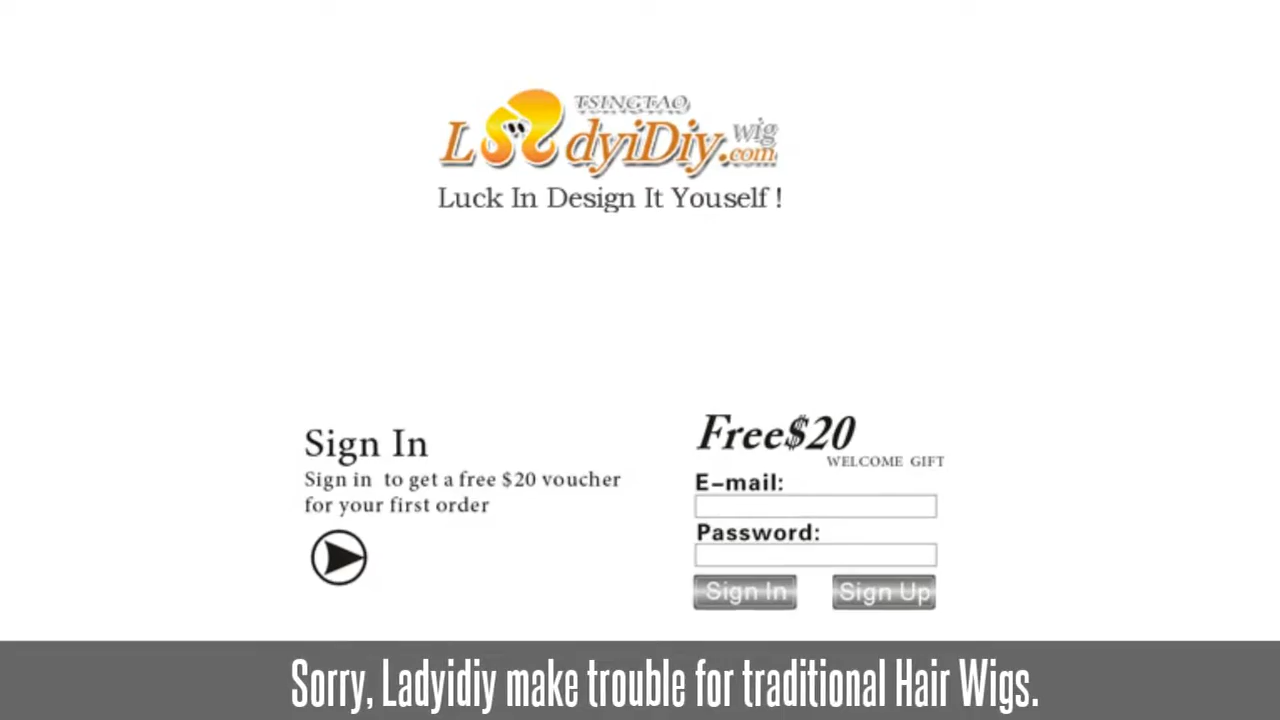 TSINGTAO
LadyiDiy.com
wig
Luck In Design It Youself !
Sign In
Sign in to get a free $20 voucher
for your first order
Free$20
WELCOME GIFT
E-mail:
Password:
Sign In
Sign Up
Sorry, Ladyidiy make trouble for traditional Hair Wigs.